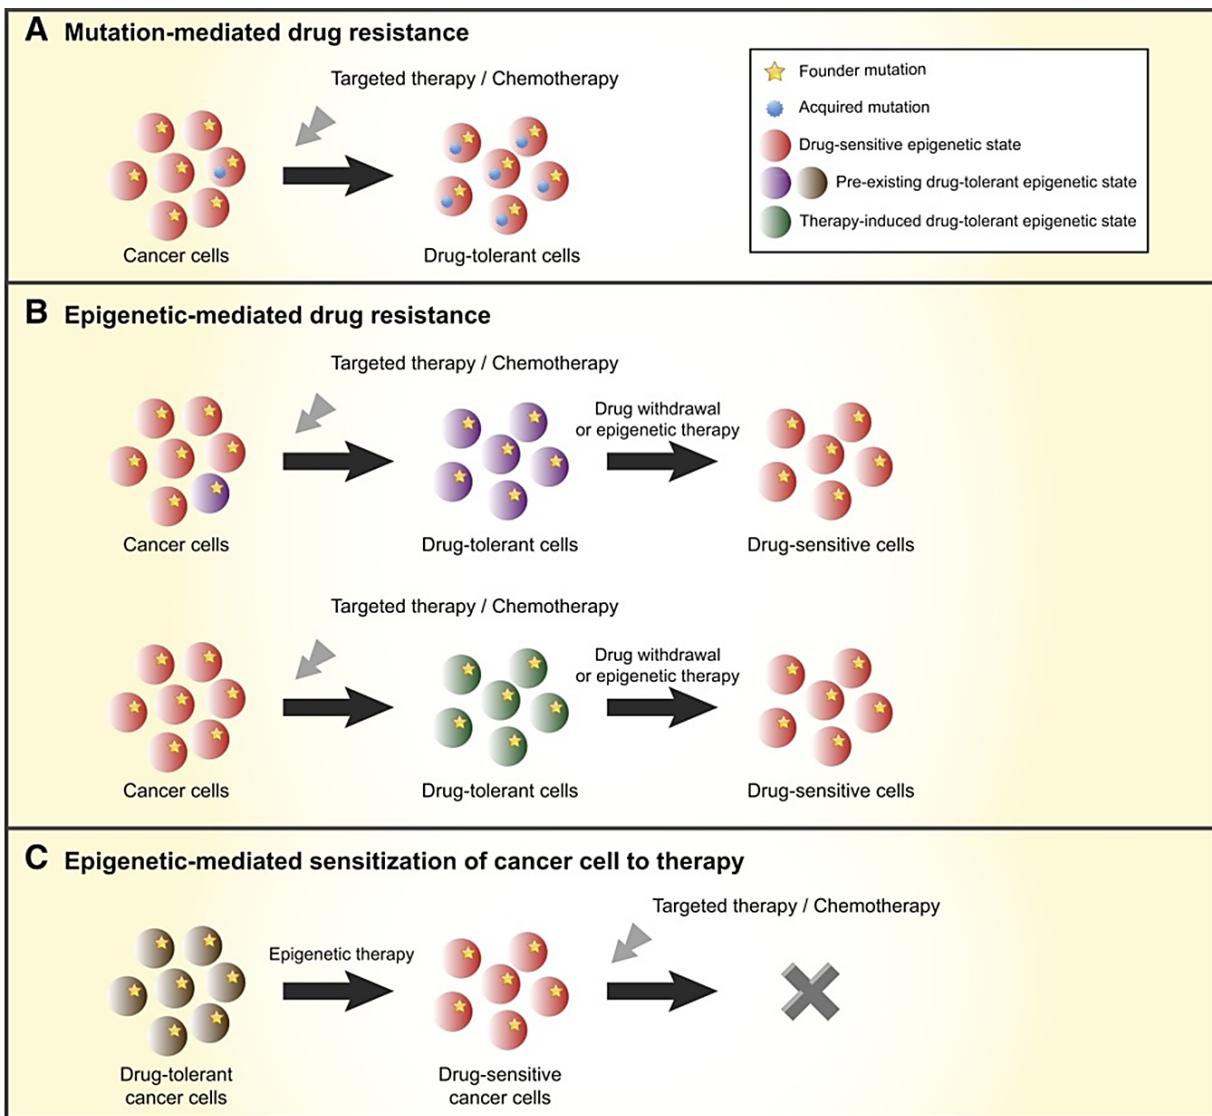 A Mutation-mediated drug resistance
Targeted therapy / Chemotherapy
Cancer cells
Drug-tolerant cells
Founder mutation
Acquired mutation
Drug-sensitive epigenetic state
Pre-existing drug-tolerant epigenetic state
Therapy-induced drug-tolerant epigenetic state
B Epigenetic-mediated drug resistance
Targeted therapy / Chemotherapy
Drug withdrawal
or epigenetic therapy
Cancer cells
Drug-tolerant cells
Drug-sensitive cells
Targeted therapy / Chemotherapy
Drug withdrawal
or epigenetic therapy
Cancer cells
Drug-tolerant cells
Drug-sensitive cells
C Epigenetic-mediated sensitization of cancer cell to therapy
Targeted therapy / Chemotherapy
Epigenetic therapy
Drug-tolerant
cancer cells
Drug-sensitive
cancer cells